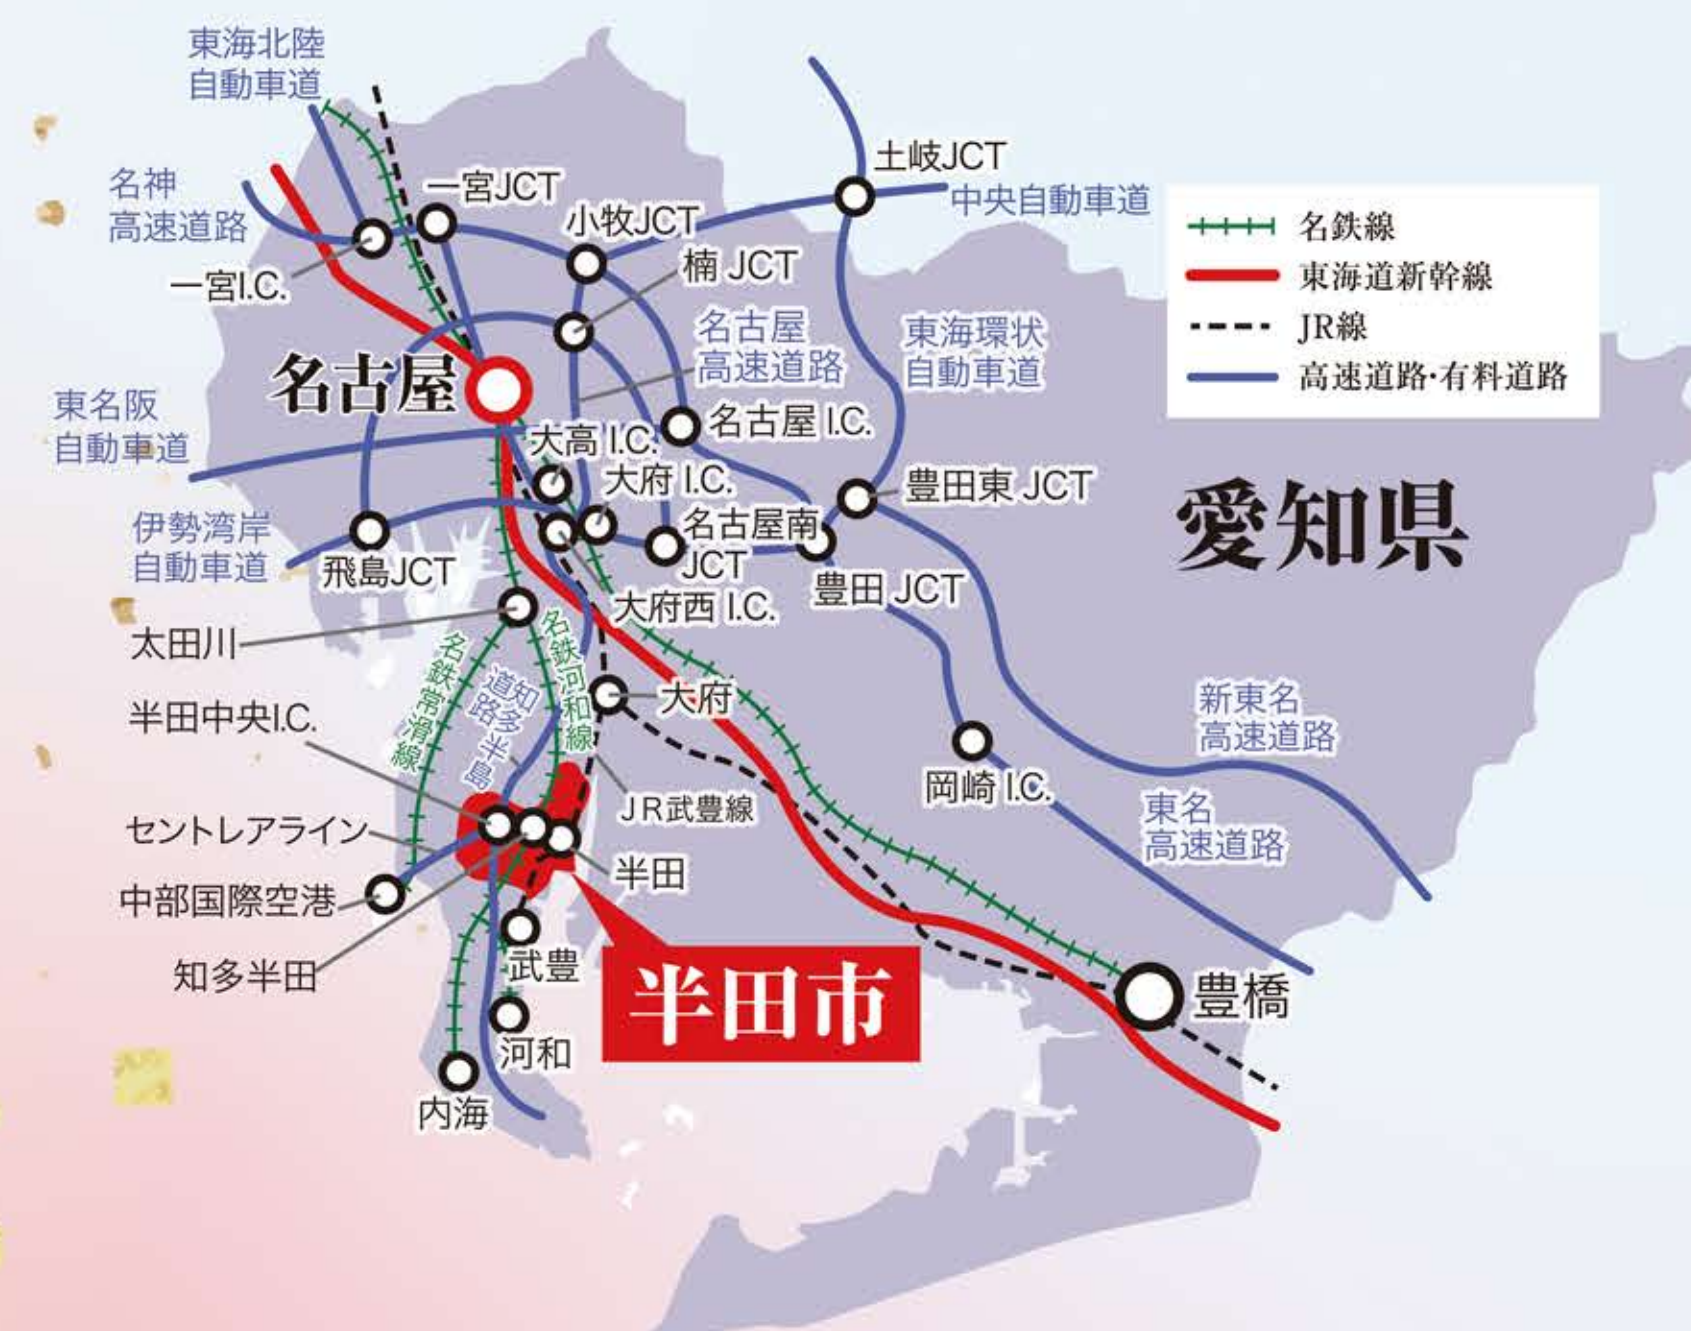 東海北陸
自動車道
名神
高速道路
一宮JCT
小牧JCT
土岐JCT
中央自動車道
楠 JCT
一宮I.C.
名古屋
高速道路
東海環状
自動車道
名鉄線
東海道新幹線
JR線
高速道路・有料道路
名古屋
東名阪
自動車道
大高 I.C.
名古屋 I.C.
大府 I.C.
豊田東 JCT
愛知県
伊勢湾岸
自動車道
飛島JCT
名古屋南
JCT
豊田 JCT
大府西 I.C.
太田川
名鉄常滑線
知多半島
道路
名鉄河和線
大府
半田中央I.C.
新東名
高速道路
岡崎 I.C.
東名
高速道路
JR武豊線
セントレアライン
半田
中部国際空港
知多半田
武豊
半田市
豊橋
河和
内海